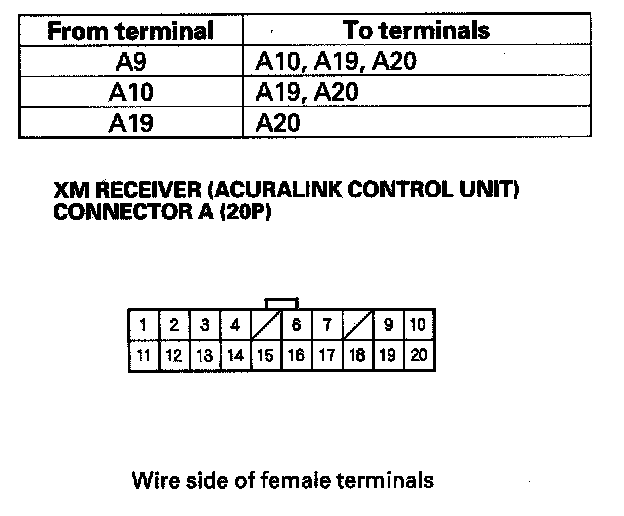 From terminal To terminals
A9 A10, A19, A20
A10 A19, A20
A19 A20
XM RECEIVER (ACURALINK CONTROL UNIT)
CONNECTOR A (20P)
1 2 3 4 6 7 9 10
11 12 13 14 15 16 17 18 19 20
Wire side of female terminals